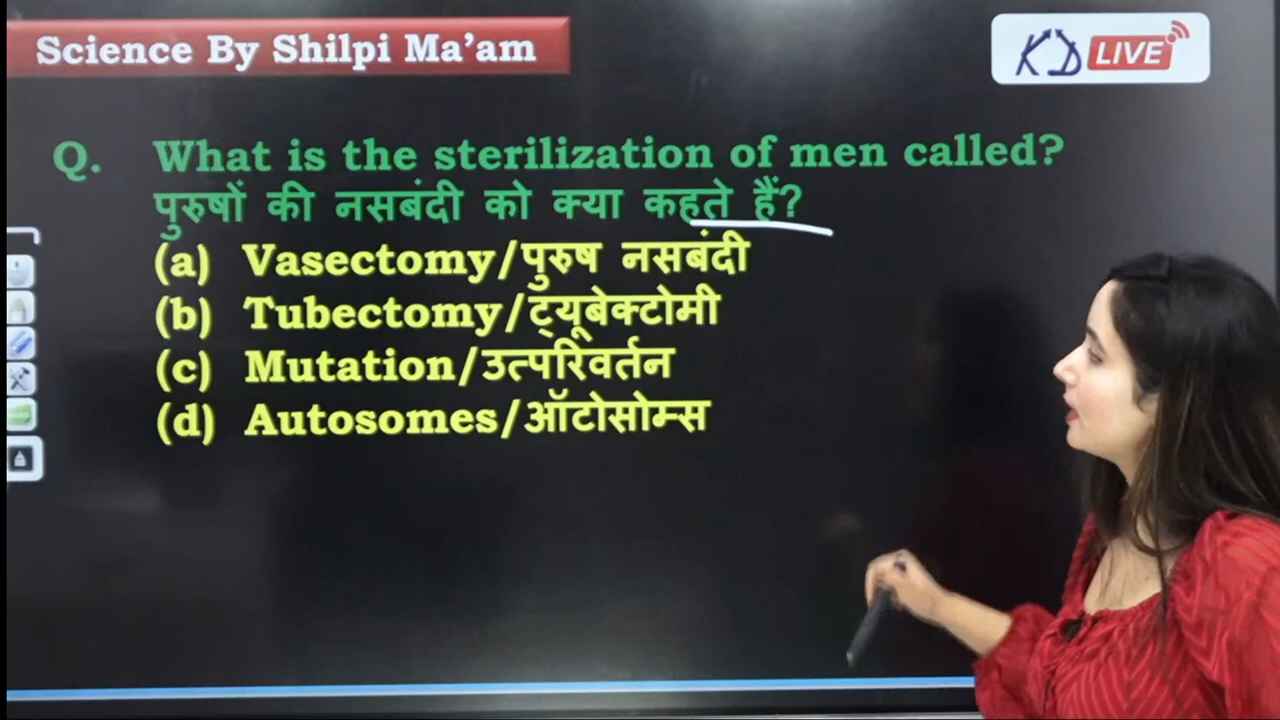 Science By Shilpi Ma'am
KD LIVE
Q. What is the sterilization of men called?
पुरुषों की नसबंदी को क्या कहते हैं?
(a) Vasectomy/पुरुष नसबंदी
(b) Tubectomy/ट्यूबेक्टोमी
(c) Mutation/उत्परिवर्तन
(d) Autosomes/ऑटोसोम्स